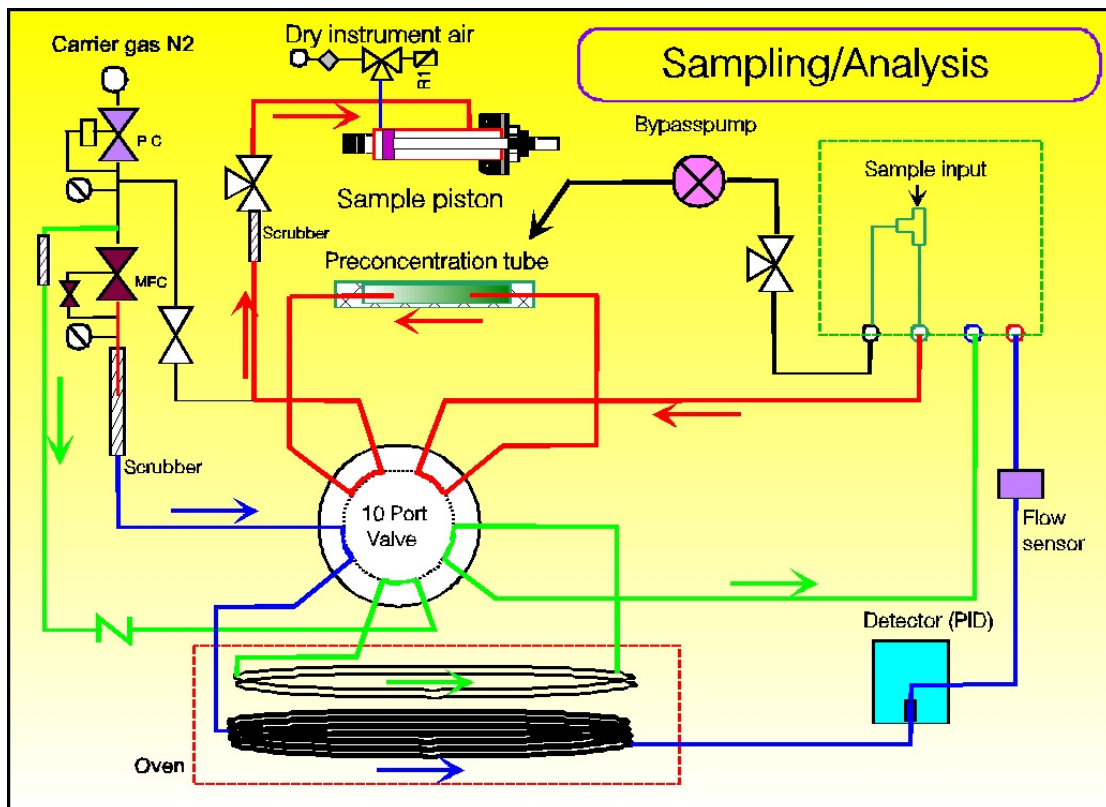 Carrier gas N2
Dry instrument air
Sampling/Analysis
R1
PC
Bypasspump
Sample input
Sample piston
Scrubber
Preconcentration tube
MFC
Scrubber
10 Port
Valve
Flow
sensor
Detector (PID)
Oven